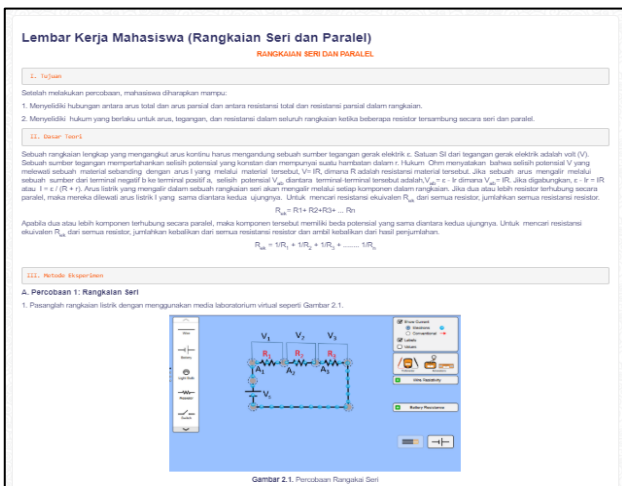 Lembar Kerja Mahasiswa (Rangkaian Seri dan Paralel)
RANGKAIAN SERI DAN PARALEL
I. Tujuan
Setelah melakukan percobaan, mahasiswa diharapkan mampu:
1. Menyelidiki hubungan antara arus total dan arus parsial dan antara resistansi total dan resistansi parsial dalam rangkaian.
2. Menyelidiki hukum yang berlaku untuk arus, tegangan, dan resistansi dalam seluruh rangkaian ketika beberapa resistor tersambung secara seri dan paralel.
II. Dasar Teori
Sebuah rangkaian lengkap yang mengangkut arus kontinu harus mengandung sebuah sumber tegangan gerak elektrik ε. Satuan SI dari tegangan gerak elektrik adalah volt (V).
Sebuah sumber tegangan mempertahankan selisih potensial yang konstan dan mempunyai suatu hambatan dalam r. Hukum Ohm menyatakan bahwa selisih potensial V yang
melewati sebuah material sebanding dengan arus I yang melalui material tersebut, V= IR, dimana R adalah resistansi material tersebut. Jika sebuah arus mengalir melalui
sebuah sumber dari terminal negatif b ke terminal positif a, selisih potensial Vab diantara terminal-terminal tersebut adalah,Vab= ε - Ir dimana Vab= IR. Jika digabungkan, ε - Ir = IR
atau I = ε / (R + r). Arus listrik yang mengalir dalam sebuah rangkaian seri akan mengalir melalui setiap komponen dalam rangkaian. Jika dua atau lebih resistor terhubung secara
paralel, maka mereka dilewati arus listrik I yang sama diantara kedua ujungnya. Untuk mencari resistansi ekuivalen Rek dari semua resistor, jumlahkan semua resistansi resistor.
Rek= R1+ R2+R3+ ... Rn
Apabila dua atau lebih komponen terhubung secara paralel, maka komponen tersebut memiliki beda potensial yang sama diantara kedua ujungnya. Untuk mencari resistansi
ekuivalen Rek dari semua resistor, jumlahkan kebalikan dari semua resistansi resistor dan ambil kebalikan dari hasil penjumlahan.
Rek = 1/R1 + 1/R2 + 1/R3 + ........ 1/Rn
III. Metode Eksperimen
A. Percobaan 1: Rangkaian Seri
1. Pasanglah rangkaian listrik dengan menggunakan media laboratorium virtual seperti Gambar 2.1.
Wire
Battery
Light Bulb
Resistor
Switch
V1 V2 V3
R1 R2 R3
A1 A2 A3
Vs
Show Current
Electrons
Conventional
Labels
Values
Wire Resistivity
Battery Resistance
Gambar 2.1. Percobaan Rangakai Seri